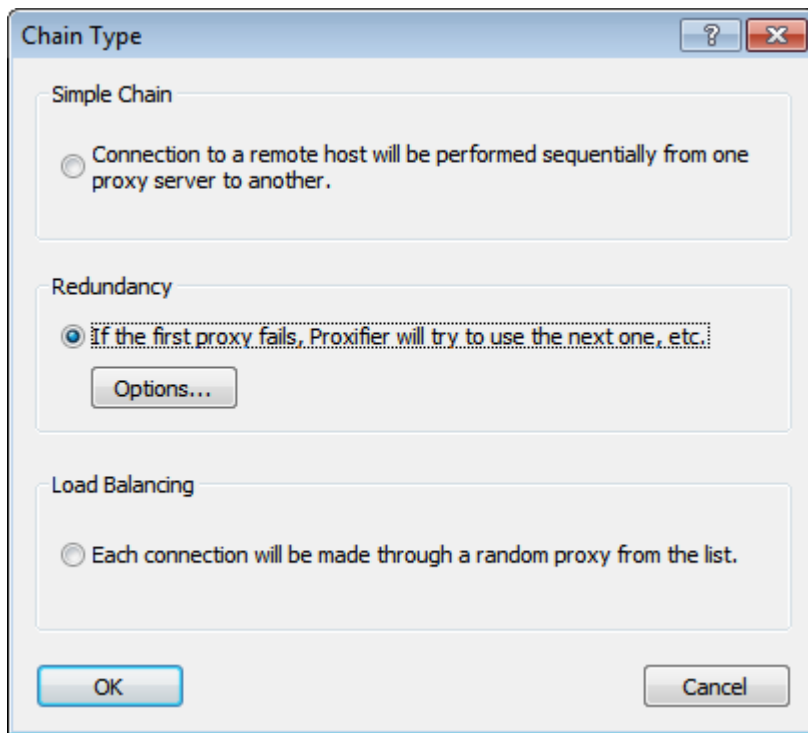 Chain Type
Simple Chain
Connection to a remote host will be performed sequentially from one
proxy server to another.
Redundancy
If the first proxy fails, Proxifier will try to use the next one, etc.
Options...
Load Balancing
Each connection will be made through a random proxy from the list.
OK
Cancel